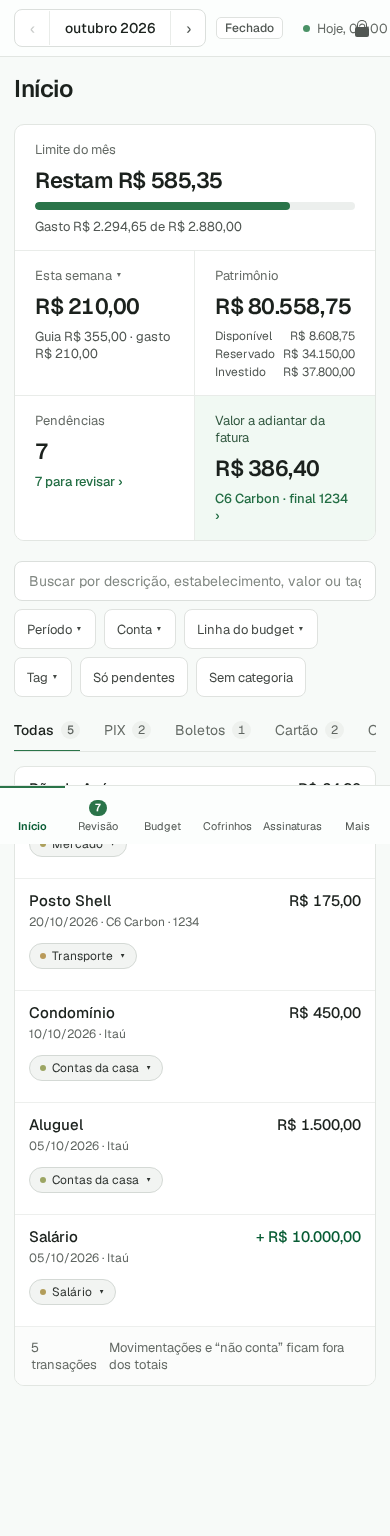 ‹ outubro 2026 › Fechado Hoje,
Início
Limite do mês
Restam R$ 585,35
Gasto R$ 2.294,65 de R$ 2.880,00
Esta semana
R$ 210,00
Guia R$ 355,00 · gasto
R$ 210,00
Patrimônio
R$ 80.558,75
Disponível R$ 8.608,75
Reservado R$ 34.150,00
Investido R$ 37.800,00
Pendências
7
7 para revisar ›
Valor a adiantar da
fatura
R$ 386,40
C6 Carbon · final 1234
›
Buscar por descrição, estabelecimento, valor ou tag
Período Conta Linha do budget
Tag Só pendentes Sem categoria
Todas 5 PIX 2 Boletos 1 Cartão 2
7
Início Revisão Budget Cofrinhos Assinaturas Mais
Mercado
Posto Shell R$ 175,00
20/10/2026 · C6 Carbon · 1234
Transporte
Condomínio R$ 450,00
10/10/2026 · Itaú
Contas da casa
Aluguel R$ 1.500,00
05/10/2026 · Itaú
Contas da casa
Salário + R$ 10.000,00
05/10/2026 · Itaú
Salário
5
transações
Movimentações e “não conta” ficam fora
dos totais